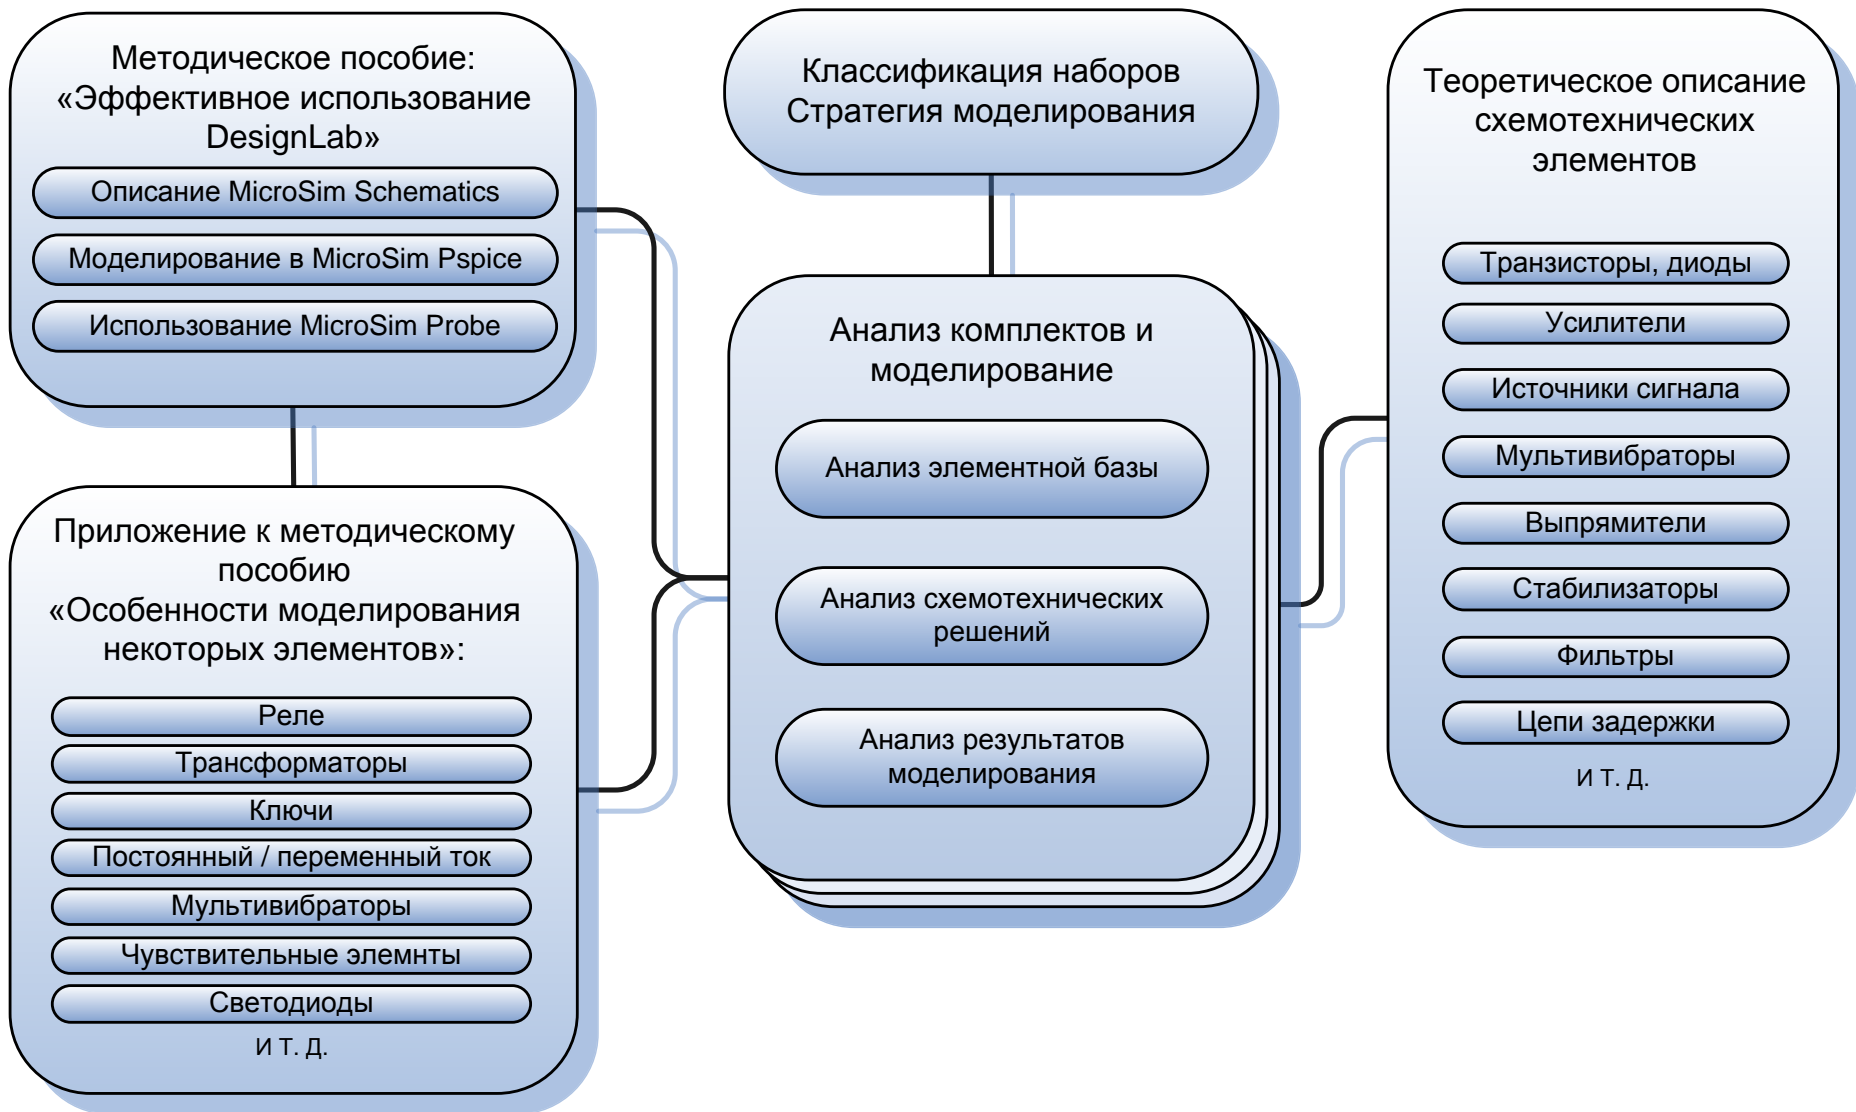 Методическое пособие:
«Эффективное использование
DesignLab»
Описание MicroSim Schematics
Моделирование в MicroSim Pspice
Использование MicroSim Probe
Приложение к методическому
пособию
«Особенности моделирования
некоторых элементов»:
Реле
Трансформаторы
Ключи
Постоянный / переменный ток
Мультивибраторы
Чувствительные элемнты
Светодиоды
и т. д.
Классификация наборов
Стратегия моделирования
Анализ комплектов и
моделирование
Анализ элементной базы
Анализ схемотехнических
решений
Анализ результатов
моделирования
Теоретическое описание
схемотехнических
элементов
Транзисторы, диоды
Усилители
Источники сигнала
Мультивибраторы
Выпрямители
Стабилизаторы
Фильтры
Цепи задержки
и т. д.